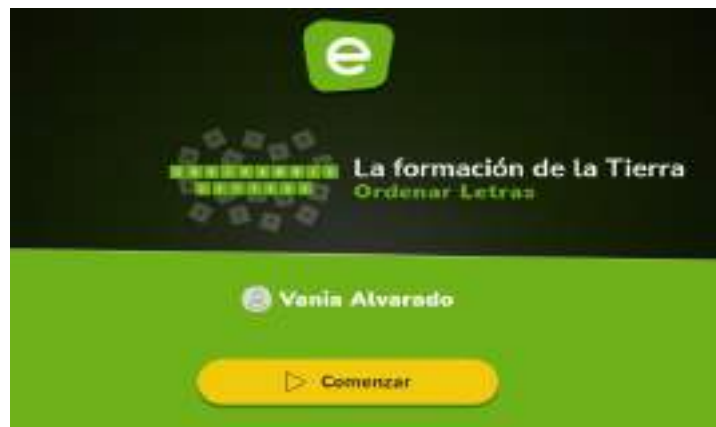 e
La formación de la Tierra
Ordenar Letras
Vania Alvarado
Comenzar